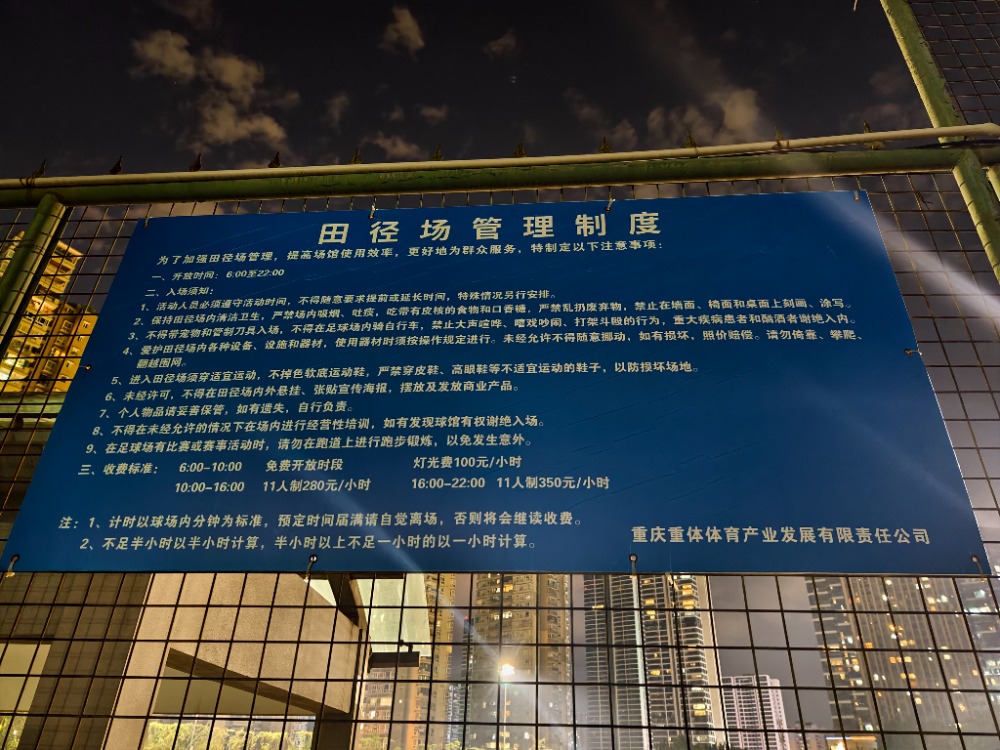 田径场管理制度
为了加强田径场管理，提高场馆使用效率，更好地为群众服务，特制定以下注意事项：
一、开放时间：6:00至22:00
二、入场须知：
1、活动人员必须遵守活动时间，不得随意要求提前或延长时间，特殊情况另行安排。
2、保持田径场内清洁卫生，严禁场内吸烟、吐痰，吃带有皮核的食物和口香糖，严禁乱扔废弃物，禁止在墙面、椅面和桌面上刻画、涂写。
3、不得带宠物和管制刀具入场，不得在足球场内骑自行车，禁止大声喧哗、嬉戏吵闹、打架斗殴的行为，重大疾病患者和酗酒者谢绝入内。
4、爱护田径场内各种设备、设施和器材，使用器材时须按操作规定进行。未经允许不得随意挪动，如有损坏，照价赔偿。请勿倚靠、攀爬、
翻越围网。
5、进入田径场须穿适宜运动，不掉色软底运动鞋，严禁穿皮鞋、高跟鞋等不适宜运动的鞋子，以防损坏场地。
6、未经许可，不得在田径场内外悬挂、张贴宣传海报，摆放及发放商业产品。
7、个人物品请妥善保管，如有遗失，自行负责。
8、不得在未经允许的情况下在场内进行经营性培训，如有发现球馆有权谢绝入场。
9、在足球场有比赛或赛事活动时，请勿在跑道上进行跑步锻炼，以免发生意外。
三、收费标准： 6:00-10:00 免费开放时段 灯光费100元/小时
10:00-16:00 11人制280元/小时 16:00-22:00 11人制350元/小时
注：1、计时以球场内分钟为标准，预定时间届满请自觉离场，否则将会继续收费。
2、不足半小时以半小时计算，半小时以上不足一小时的以一小时计算。
重庆重体体育产业发展有限责任公司